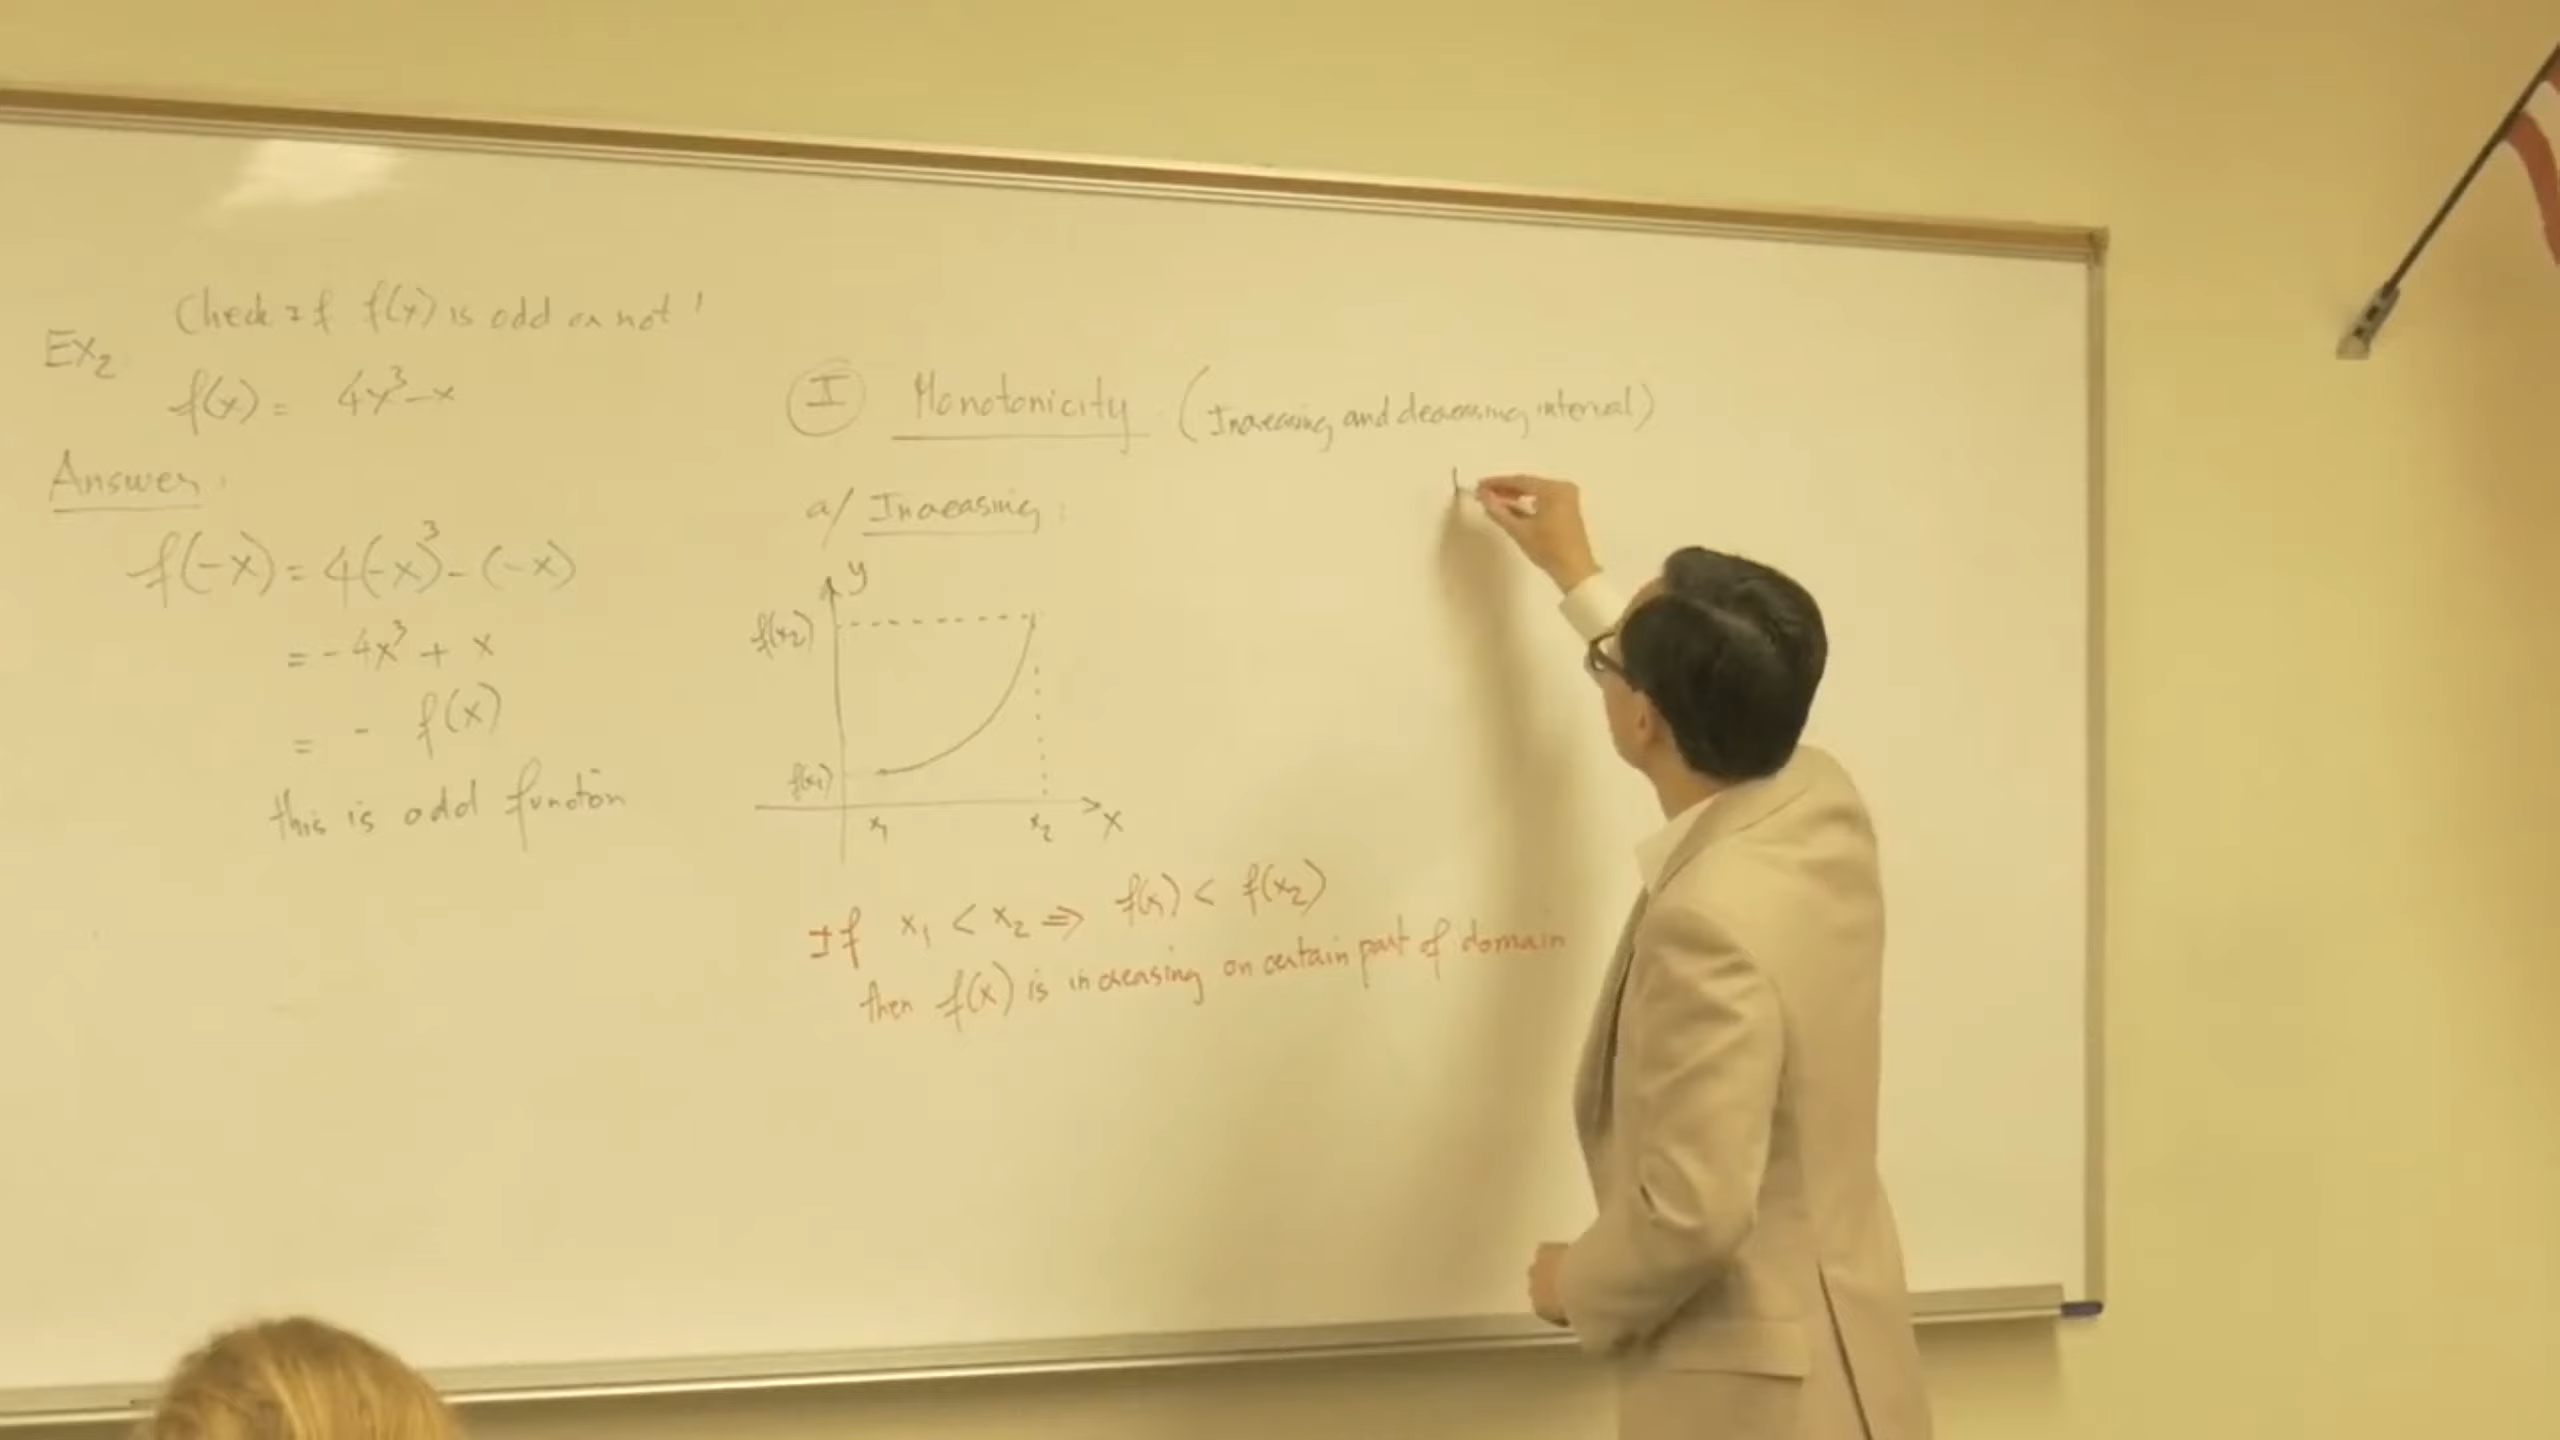 Check If f(x) is odd or not !
Ex2
f(x) = 4x³-x
Answer:
f(-x) = 4(-x)³-(-x)
= -4x³ + x
= - f(x)
this is odd function
I Monotonicity (Increasing and decreasing interval)
a/ Increasing:
y
f(x2)
f(x1)
x1 x2 x
If x1 < x2 => f(x1) < f(x2)
then f(x) is increasing on certain part of domain